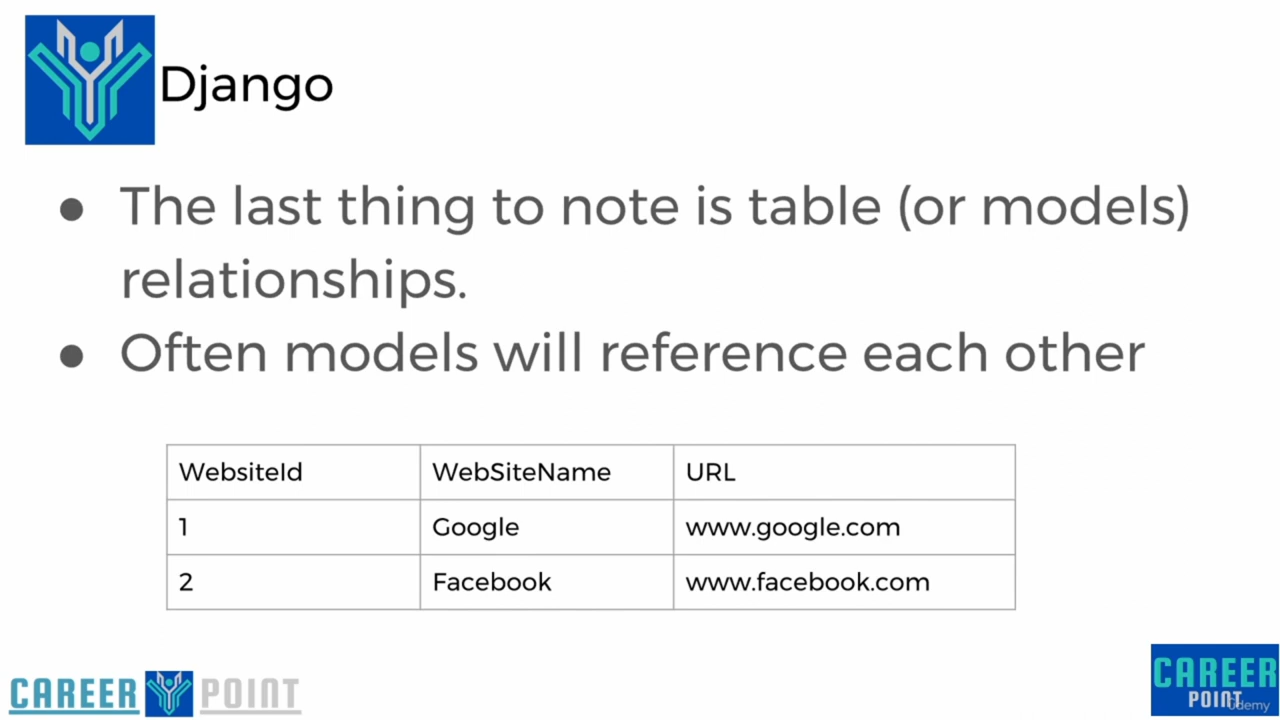 Django
● The last thing to note is table (or models)
relationships.
● Often models will reference each other
WebsiteId WebSiteName URL
1 Google www.google.com
2 Facebook www.facebook.com
CAREER POINT
CAREER
POINT
Udemy